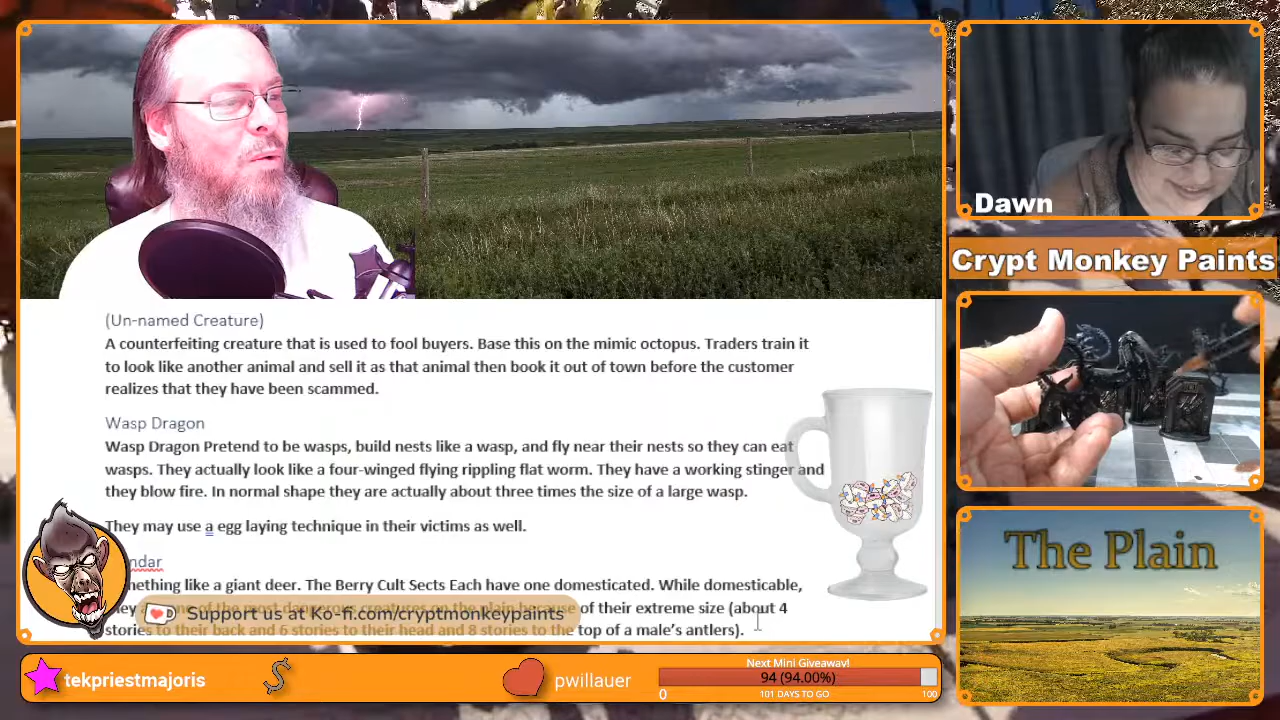 Dawn
Crypt Monkey Paints
The Plain
(Un-named Creature)
A counterfeiting creature that is used to fool buyers. Base this on the mimic octopus. Traders train it
to look like another animal and sell it as that animal then book it out of town before the customer
realizes that they have been scammed.
Wasp Dragon
Wasp Dragon Pretend to be wasps, build nests like a wasp, and fly near their nests so they can eat
wasps. They actually look like a four-winged flying rippling flat worm. They have a working stinger and
they blow fire. In normal shape they are actually about three times the size of a large wasp.
They may use a egg laying technique in their victims as well.
mething like a giant deer. The Berry Cult Sects Each have one domesticated. While domesticable,
of the most dangerous creatures on the plain because of their extreme size (about 4
stories to their back and 6 stories to their head and 8 stories to the top of a male's antlers).
Support us at Ko-fi.com/cryptmonkeypaints
tekpriestmajoris
$
pwillauer
Next Mini Giveaway!
94 (94.00%)
0 101 DAYS TO GO 100